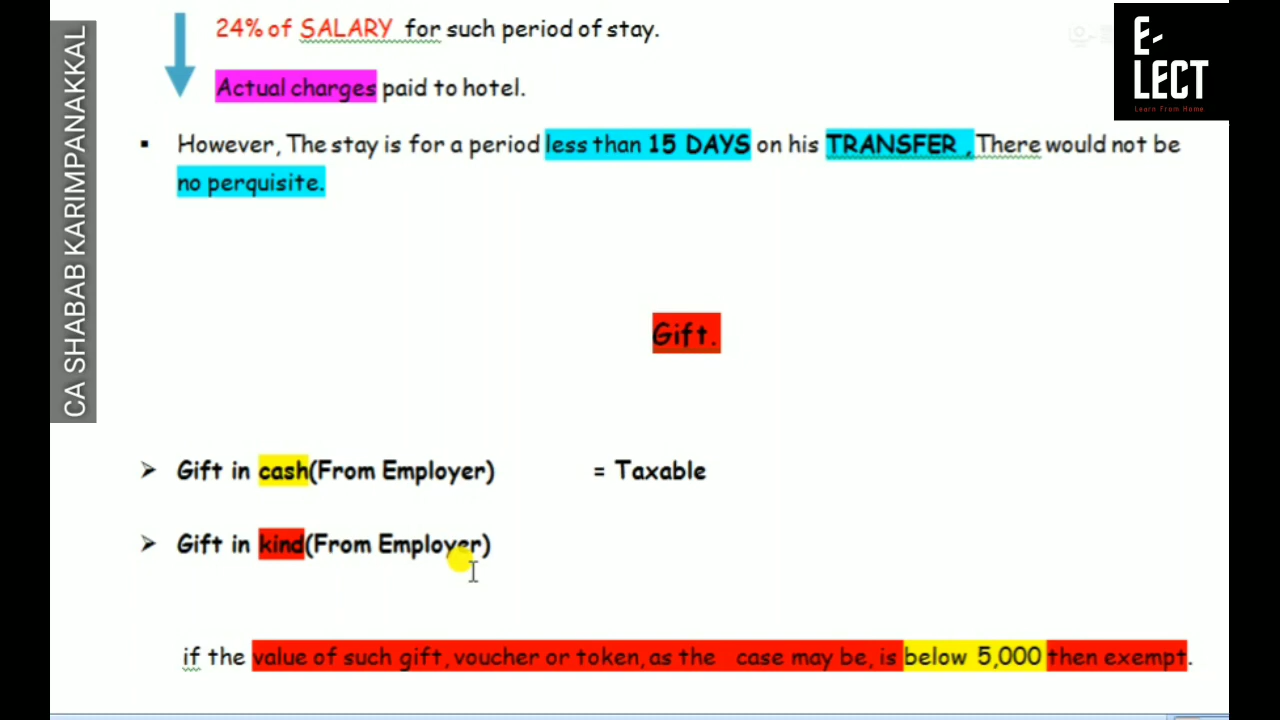 24% of SALARY for such period of stay.
Actual charges paid to hotel.
▪ However, The stay is for a period less than 15 DAYS on his TRANSFER , There would not be
no perquisite.
Gift.
➢ Gift in cash(From Employer) = Taxable
➢ Gift in kind(From Employer)
if the value of such gift, voucher or token, as the case may be, is below 5,000 then exempt.
CA SHABAB KARIMPANAKKAL
E-
LECT
Learn From Home